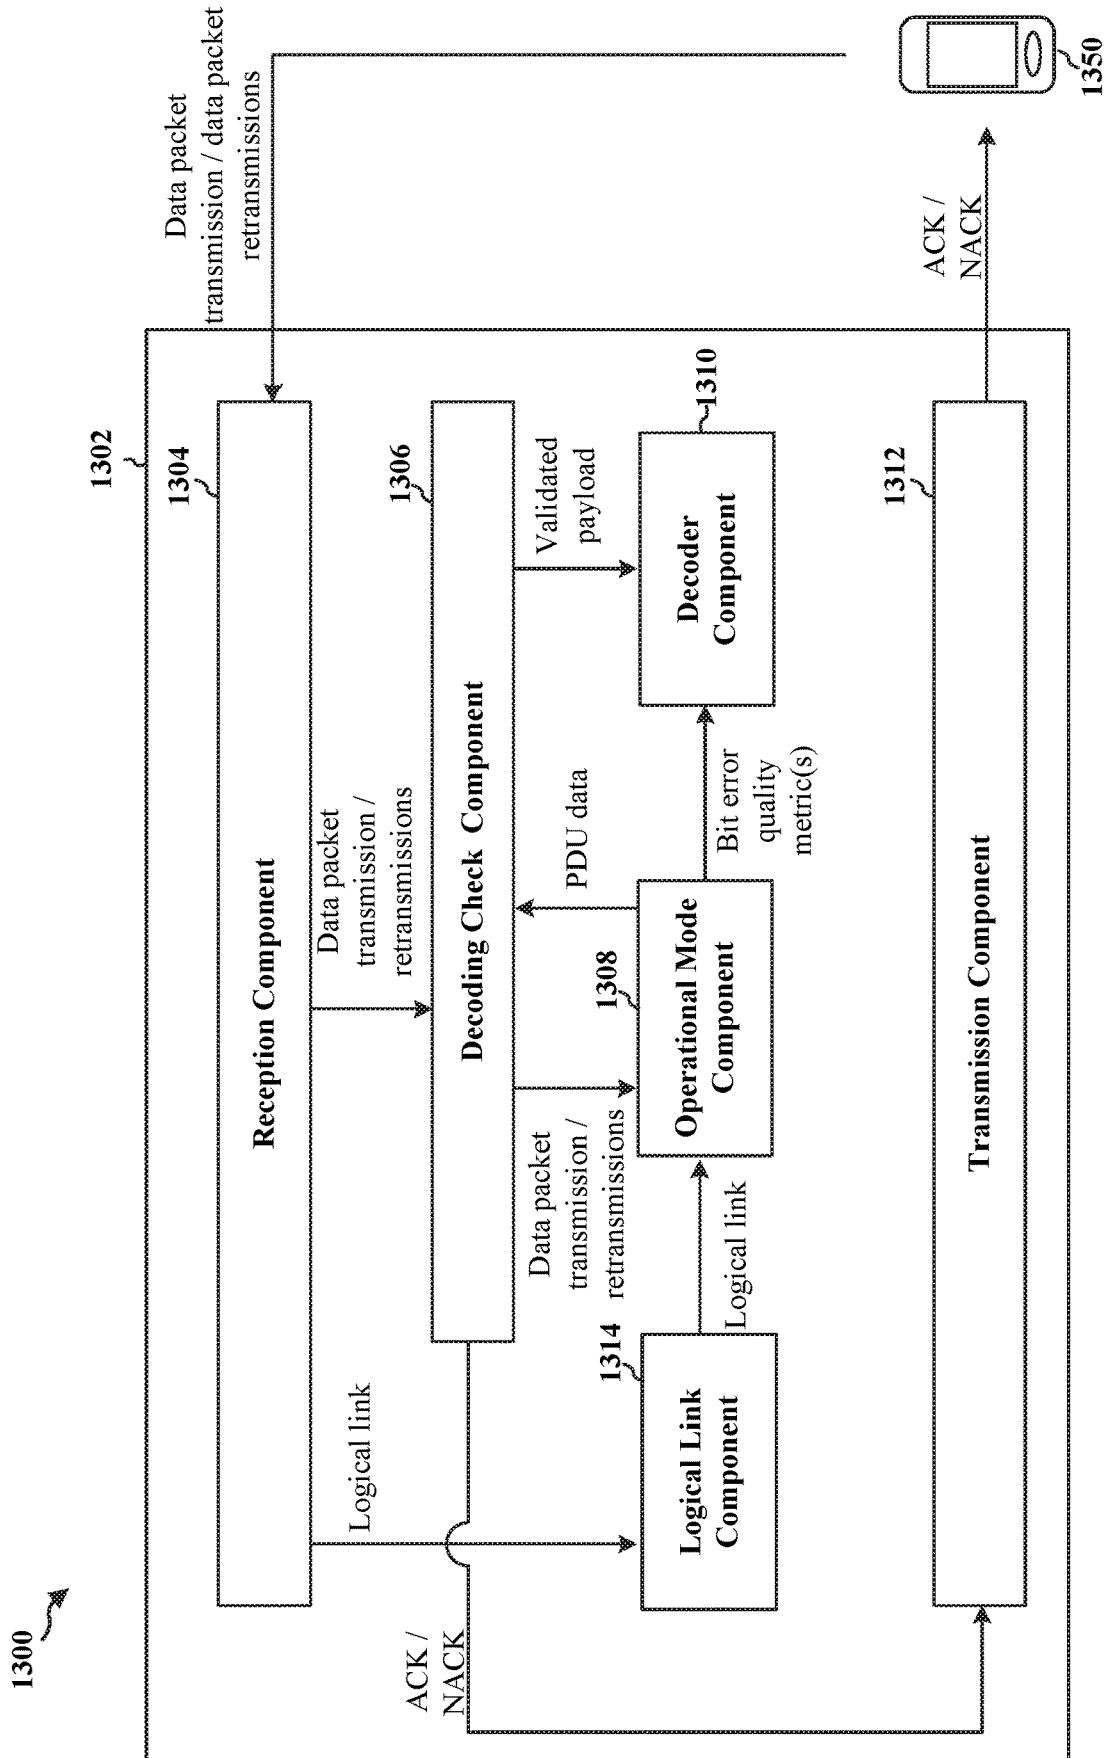 1300
1302
1304
Reception Component
Data packet
transmission / data packet
retransmissions
Logical link
Data packet
transmission /
retransmissions
1306
Decoding Check Component
ACK /
NACK
Data packet
transmission /
retransmissions
PDU data
Validated
payload
1314
Logical Link
Component
Logical link
1308
Operational Mode
Component
Bit error
quality
metric(s)
1310
Decoder
Component
1312
Transmission Component
ACK /
NACK
1350